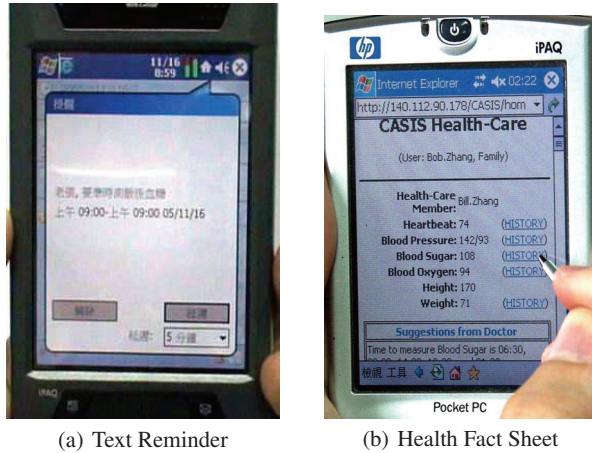 11/16
8:59
提醒
老張, 要準時測飯後血糖
上午 09:00-上午 09:00 05/11/16
解除
延遲
延遲: 5 分鐘
iPAQ
(a) Text Reminder
hp
iPAQ
Internet Explorer 02:22
http://140.112.90.178/CASIS/hom
CASIS Health-Care
(User: Bob.Zhang, Family)
Health-Care Member: Bill.Zhang
Heartbeat: 74 (HISTORY)
Blood Pressure: 142/93 (HISTORY)
Blood Sugar: 108 (HISTORY)
Blood Oxygen: 94 (HISTORY)
Height: 170
Weight: 71 (HISTORY)
Suggestions from Doctor
Time to measure Blood Sugar is 06:30,
檢視 工具
Pocket PC
(b) Health Fact Sheet